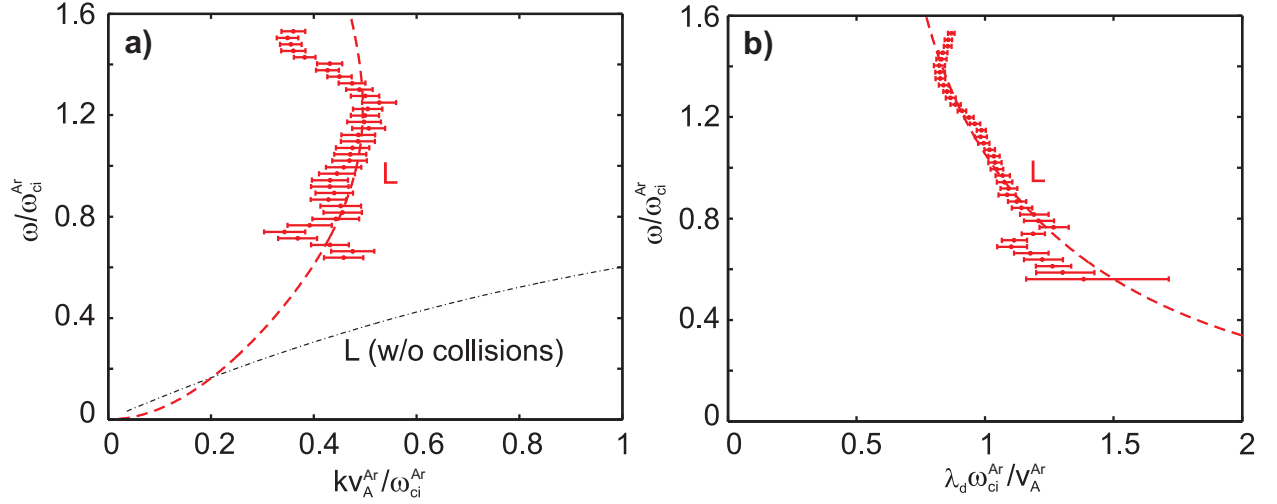 a)
1.6
1.2
0.8
0.4
0
ω/ω_ci^Ar
L
L (w/o collisions)
0 0.2 0.4 0.6 0.8 1
kv_A^Ar/ω_ci^Ar
b)
1.6
1.2
0.8
0.4
0
ω/ω_ci^Ar
L
0 0.5 1 1.5 2
λ_d ω_ci^Ar/v_A^Ar